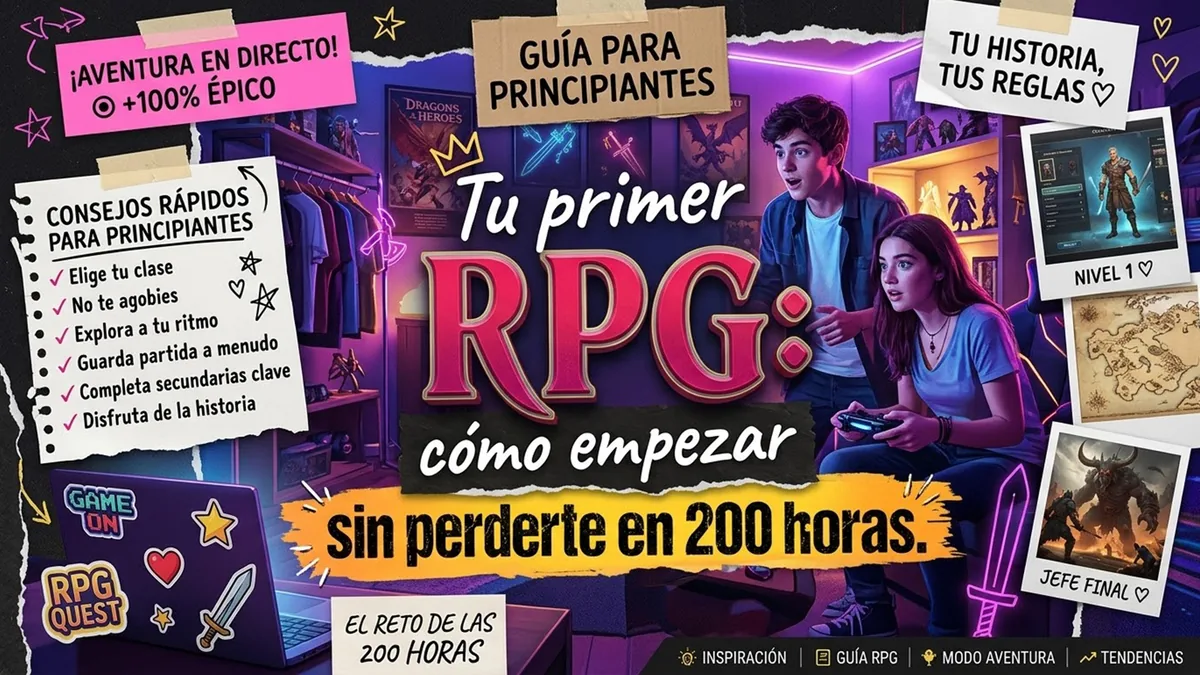 ¡AVENTURA EN DIRECTO!
+100% ÉPICO
GUÍA PARA
PRINCIPIANTES
TU HISTORIA,
TUS REGLAS
CONSEJOS RÁPIDOS
PARA PRINCIPIANTES
✓ Elige tu clase
✓ No te agobies
✓ Explora a tu ritmo
✓ Guarda partida a menudo
✓ Completa secundarias clave
✓ Disfruta de la historia
DRAGONS
& HEROES
Tu primer
RPG:
cómo empezar
sin perderte en 200 horas.
NIVEL 1
JEFE FINAL
GAME
ON
RPG
QUEST
EL RETO DE LAS
200 HORAS
INSPIRACIÓN | GUÍA RPG | MODO AVENTURA | TENDENCIAS